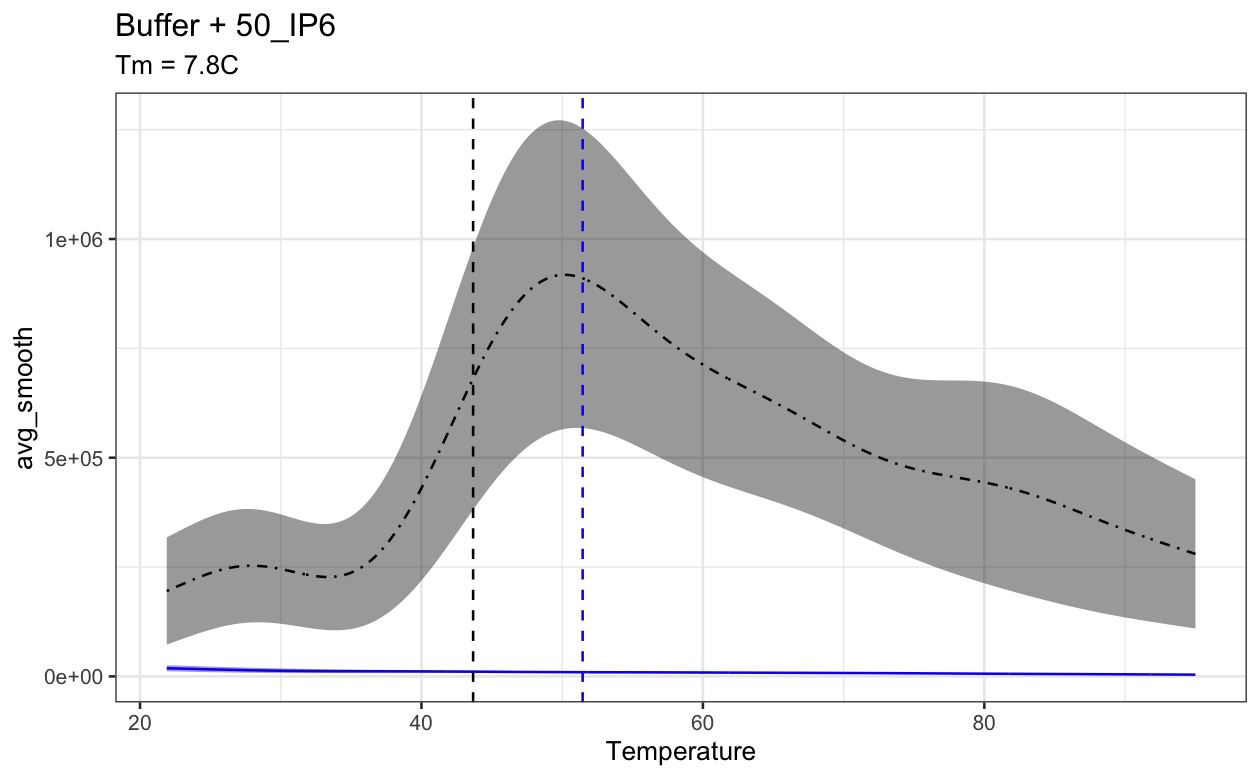 Buffer + 50_IP6
Tm = 7.8C
1e+06
5e+05
0e+00
avg_smooth
20 40 60 80
Temperature